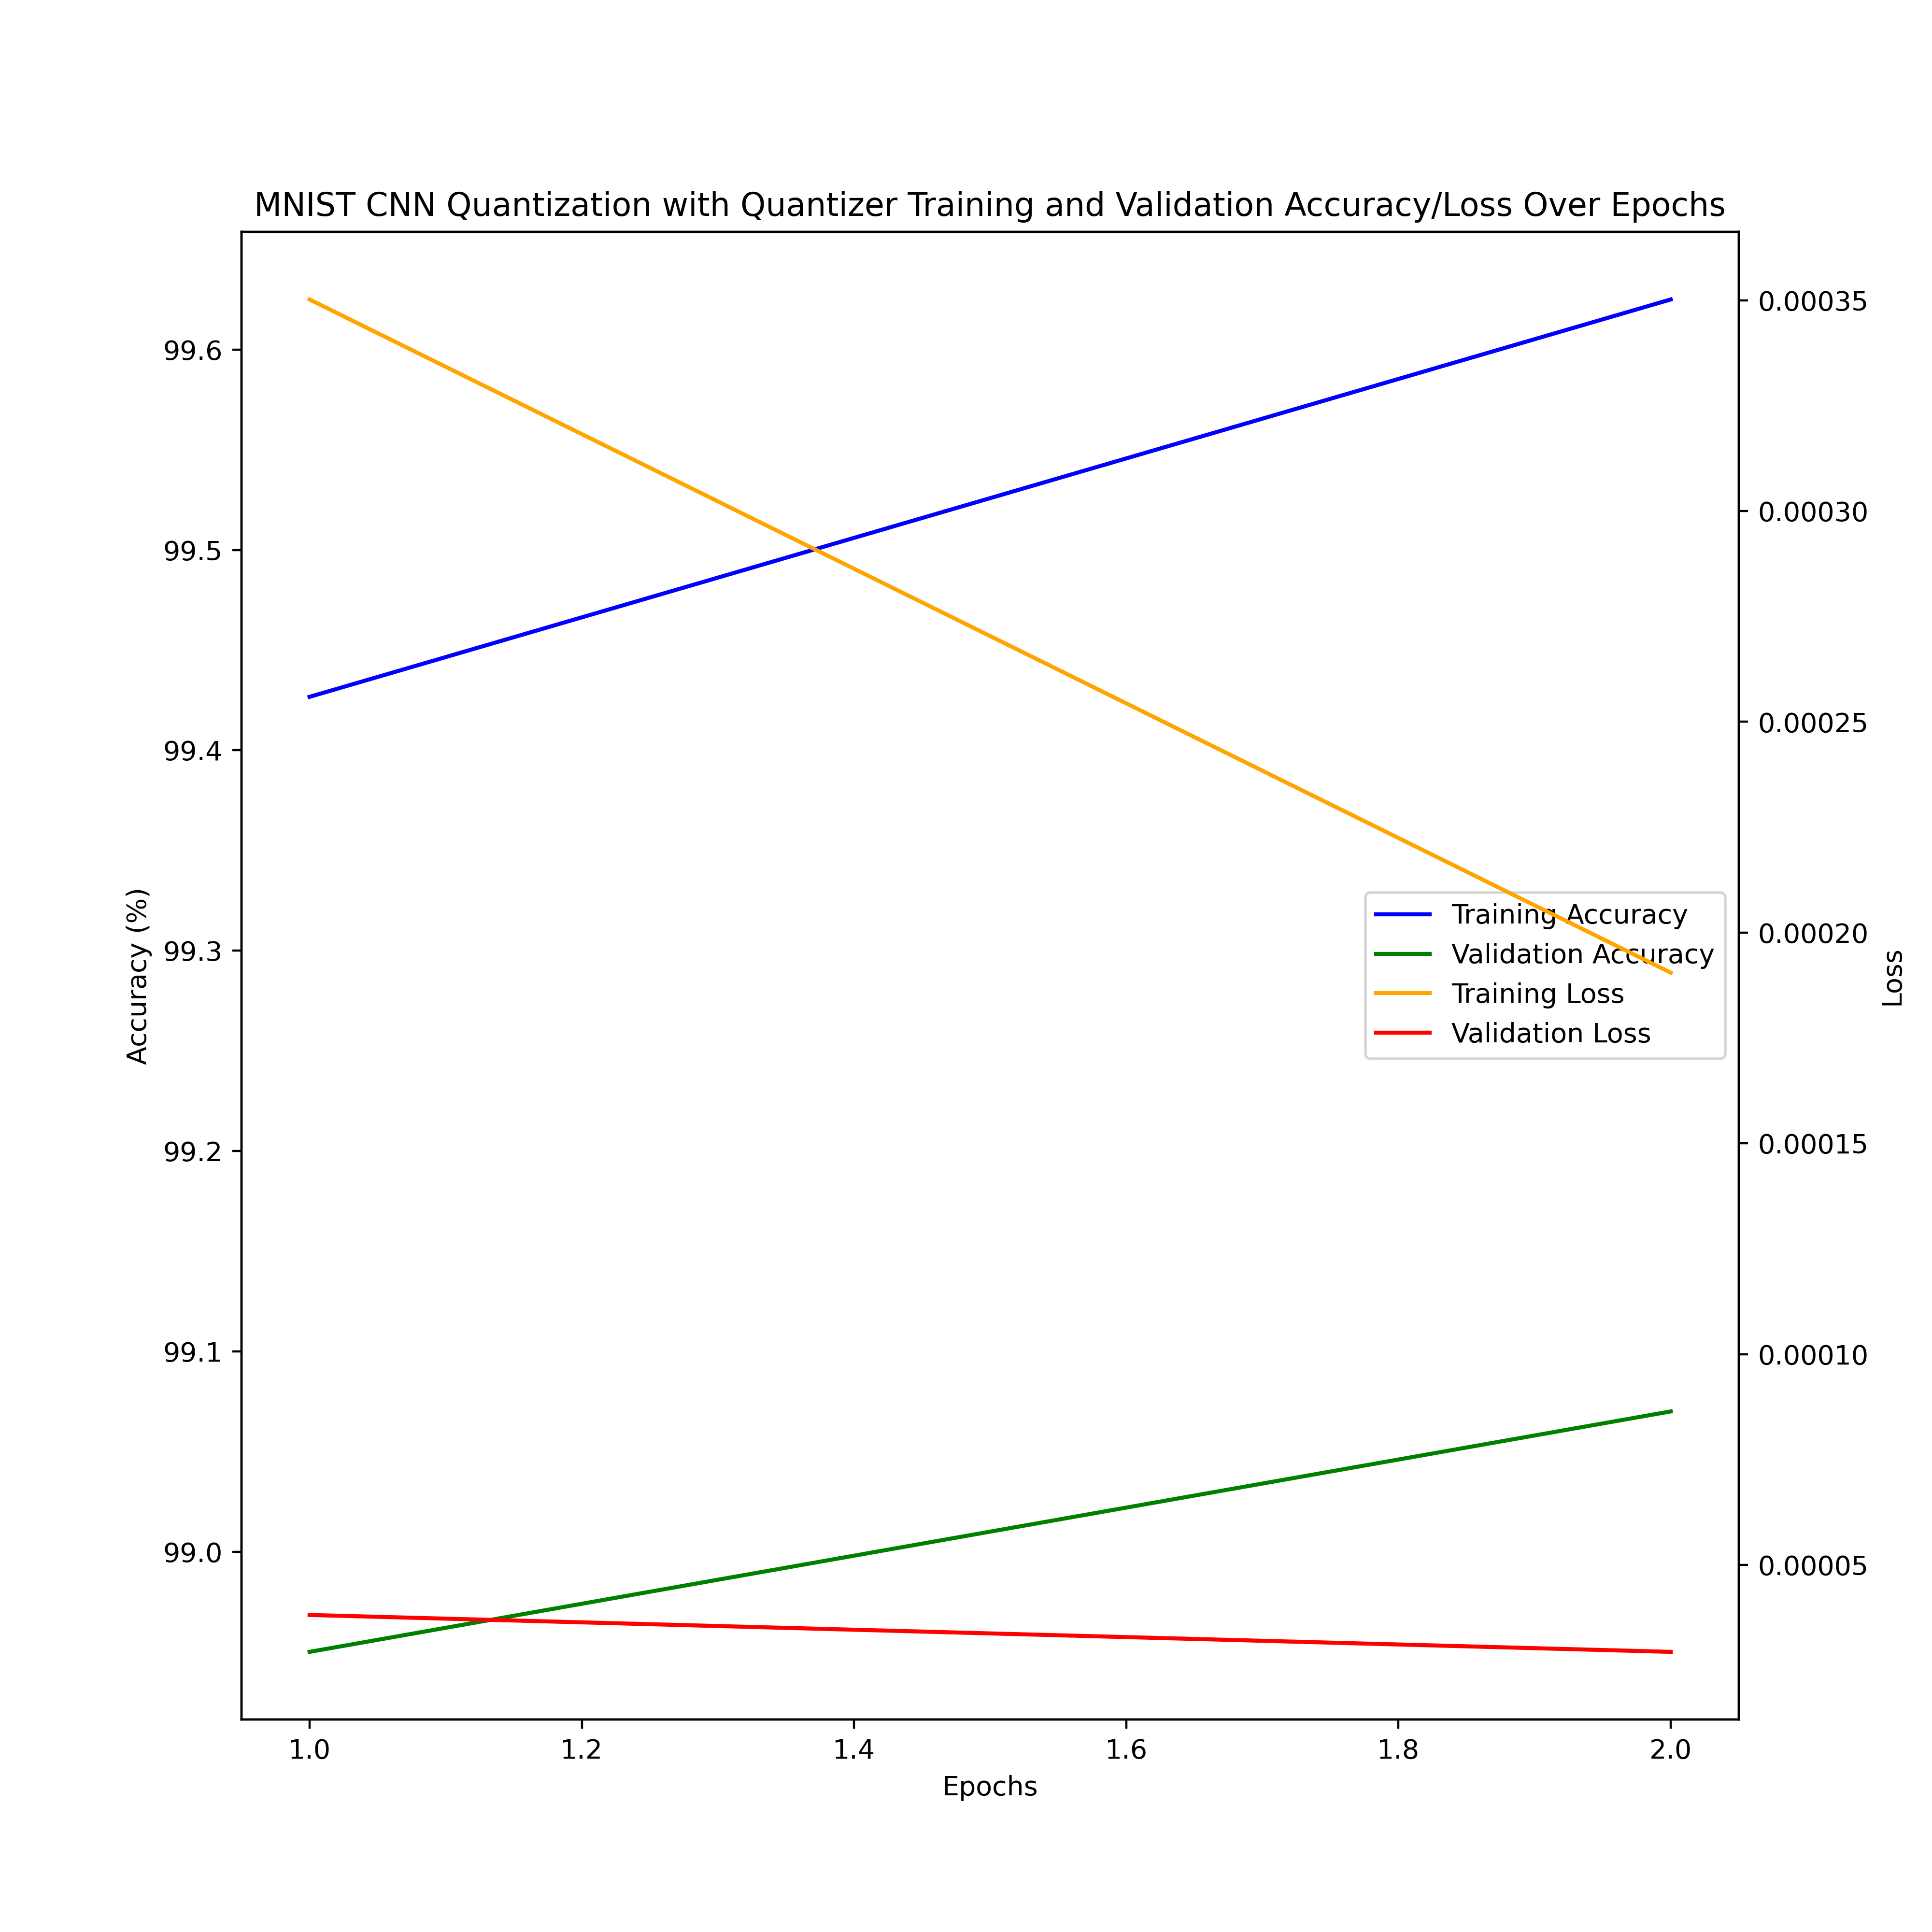 MNIST CNN Quantization with Quantizer Training and Validation Accuracy/Loss Over Epochs
Accuracy (%)
99.6
99.5
99.4
99.3
99.2
99.1
99.0
0.00035
0.00030
0.00025
0.00020
0.00015
0.00010
0.00005
Loss
Training Accuracy
Validation Accuracy
Training Loss
Validation Loss
1.0 1.2 1.4 1.6 1.8 2.0
Epochs